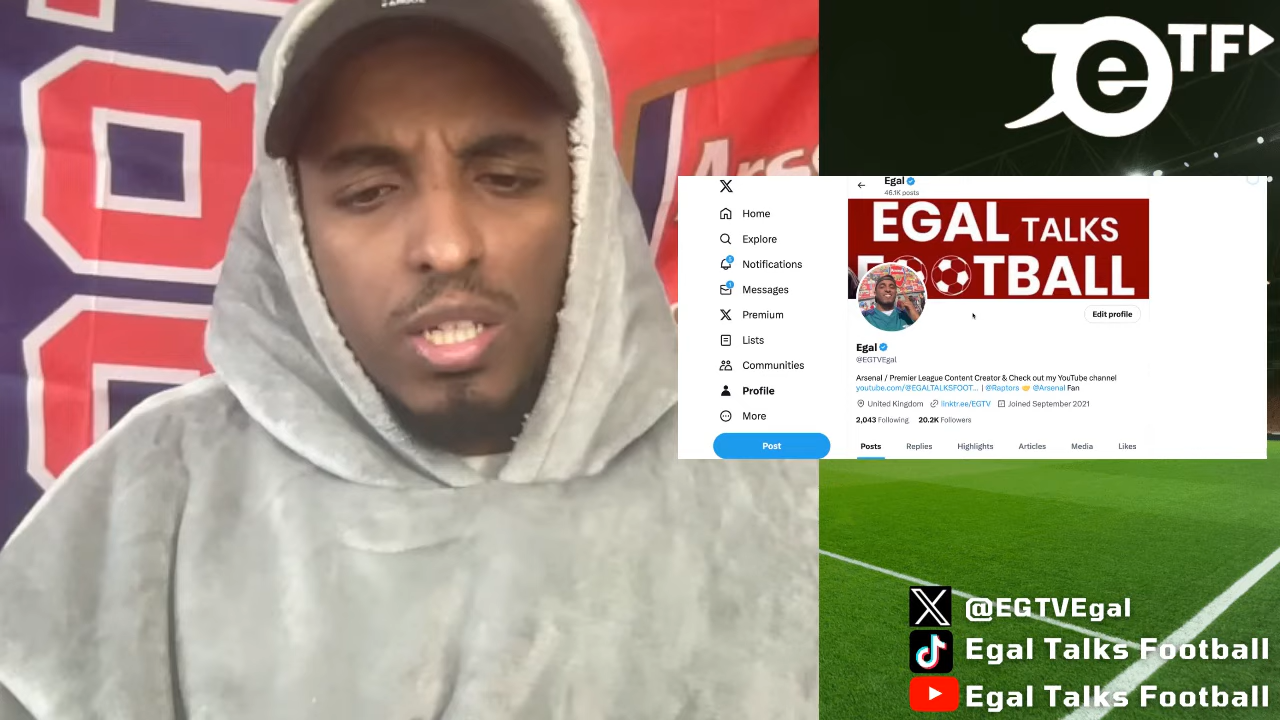 Arse
e
TF
Egal
46.1K posts
EGAL TALKS
FOOTBALL
Edit profile
Home
Explore
Notifications
Messages
Premium
Lists
Communities
Profile
More
Post
Egal
@EGTVEgal
Arsenal / Premier League Content Creator & Check out my YouTube channel
youtube.com/@EGALTALKSFOOT... | @Raptors 🤝 @Arsenal Fan
United Kingdom linktr.ee/EGTV Joined September 2021
2,043 Following 20.2K Followers
Posts Replies Highlights Articles Media Likes
@EGTVEgal
Egal Talks Football
Egal Talks Football